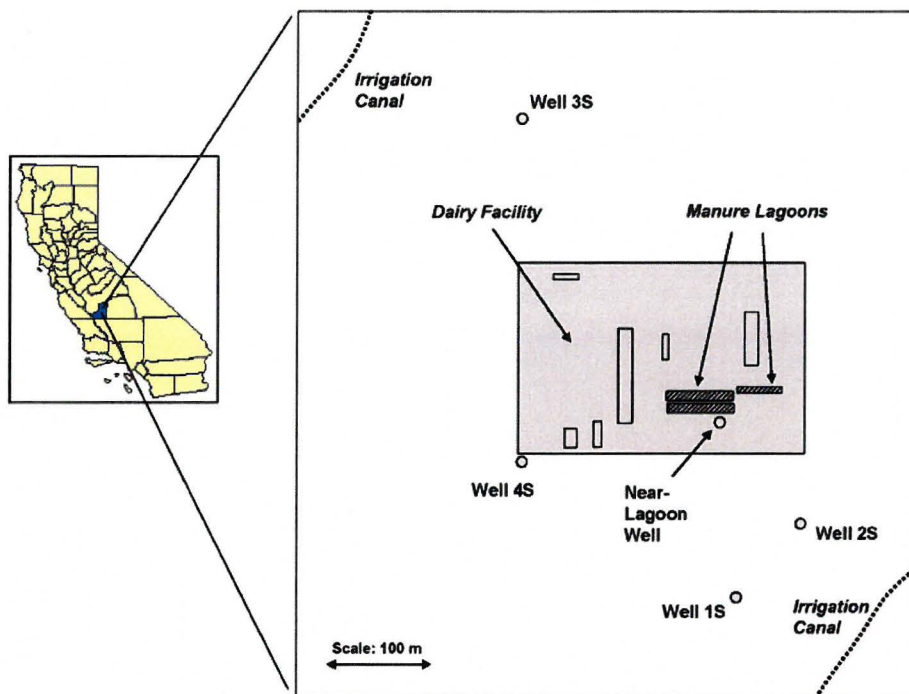 Irrigation
Canal
Well 3S
Dairy Facility
Manure Lagoons
Well 4S
Near-
Lagoon
Well
Well 2S
Well 1S
Irrigation
Canal
Scale: 100 m